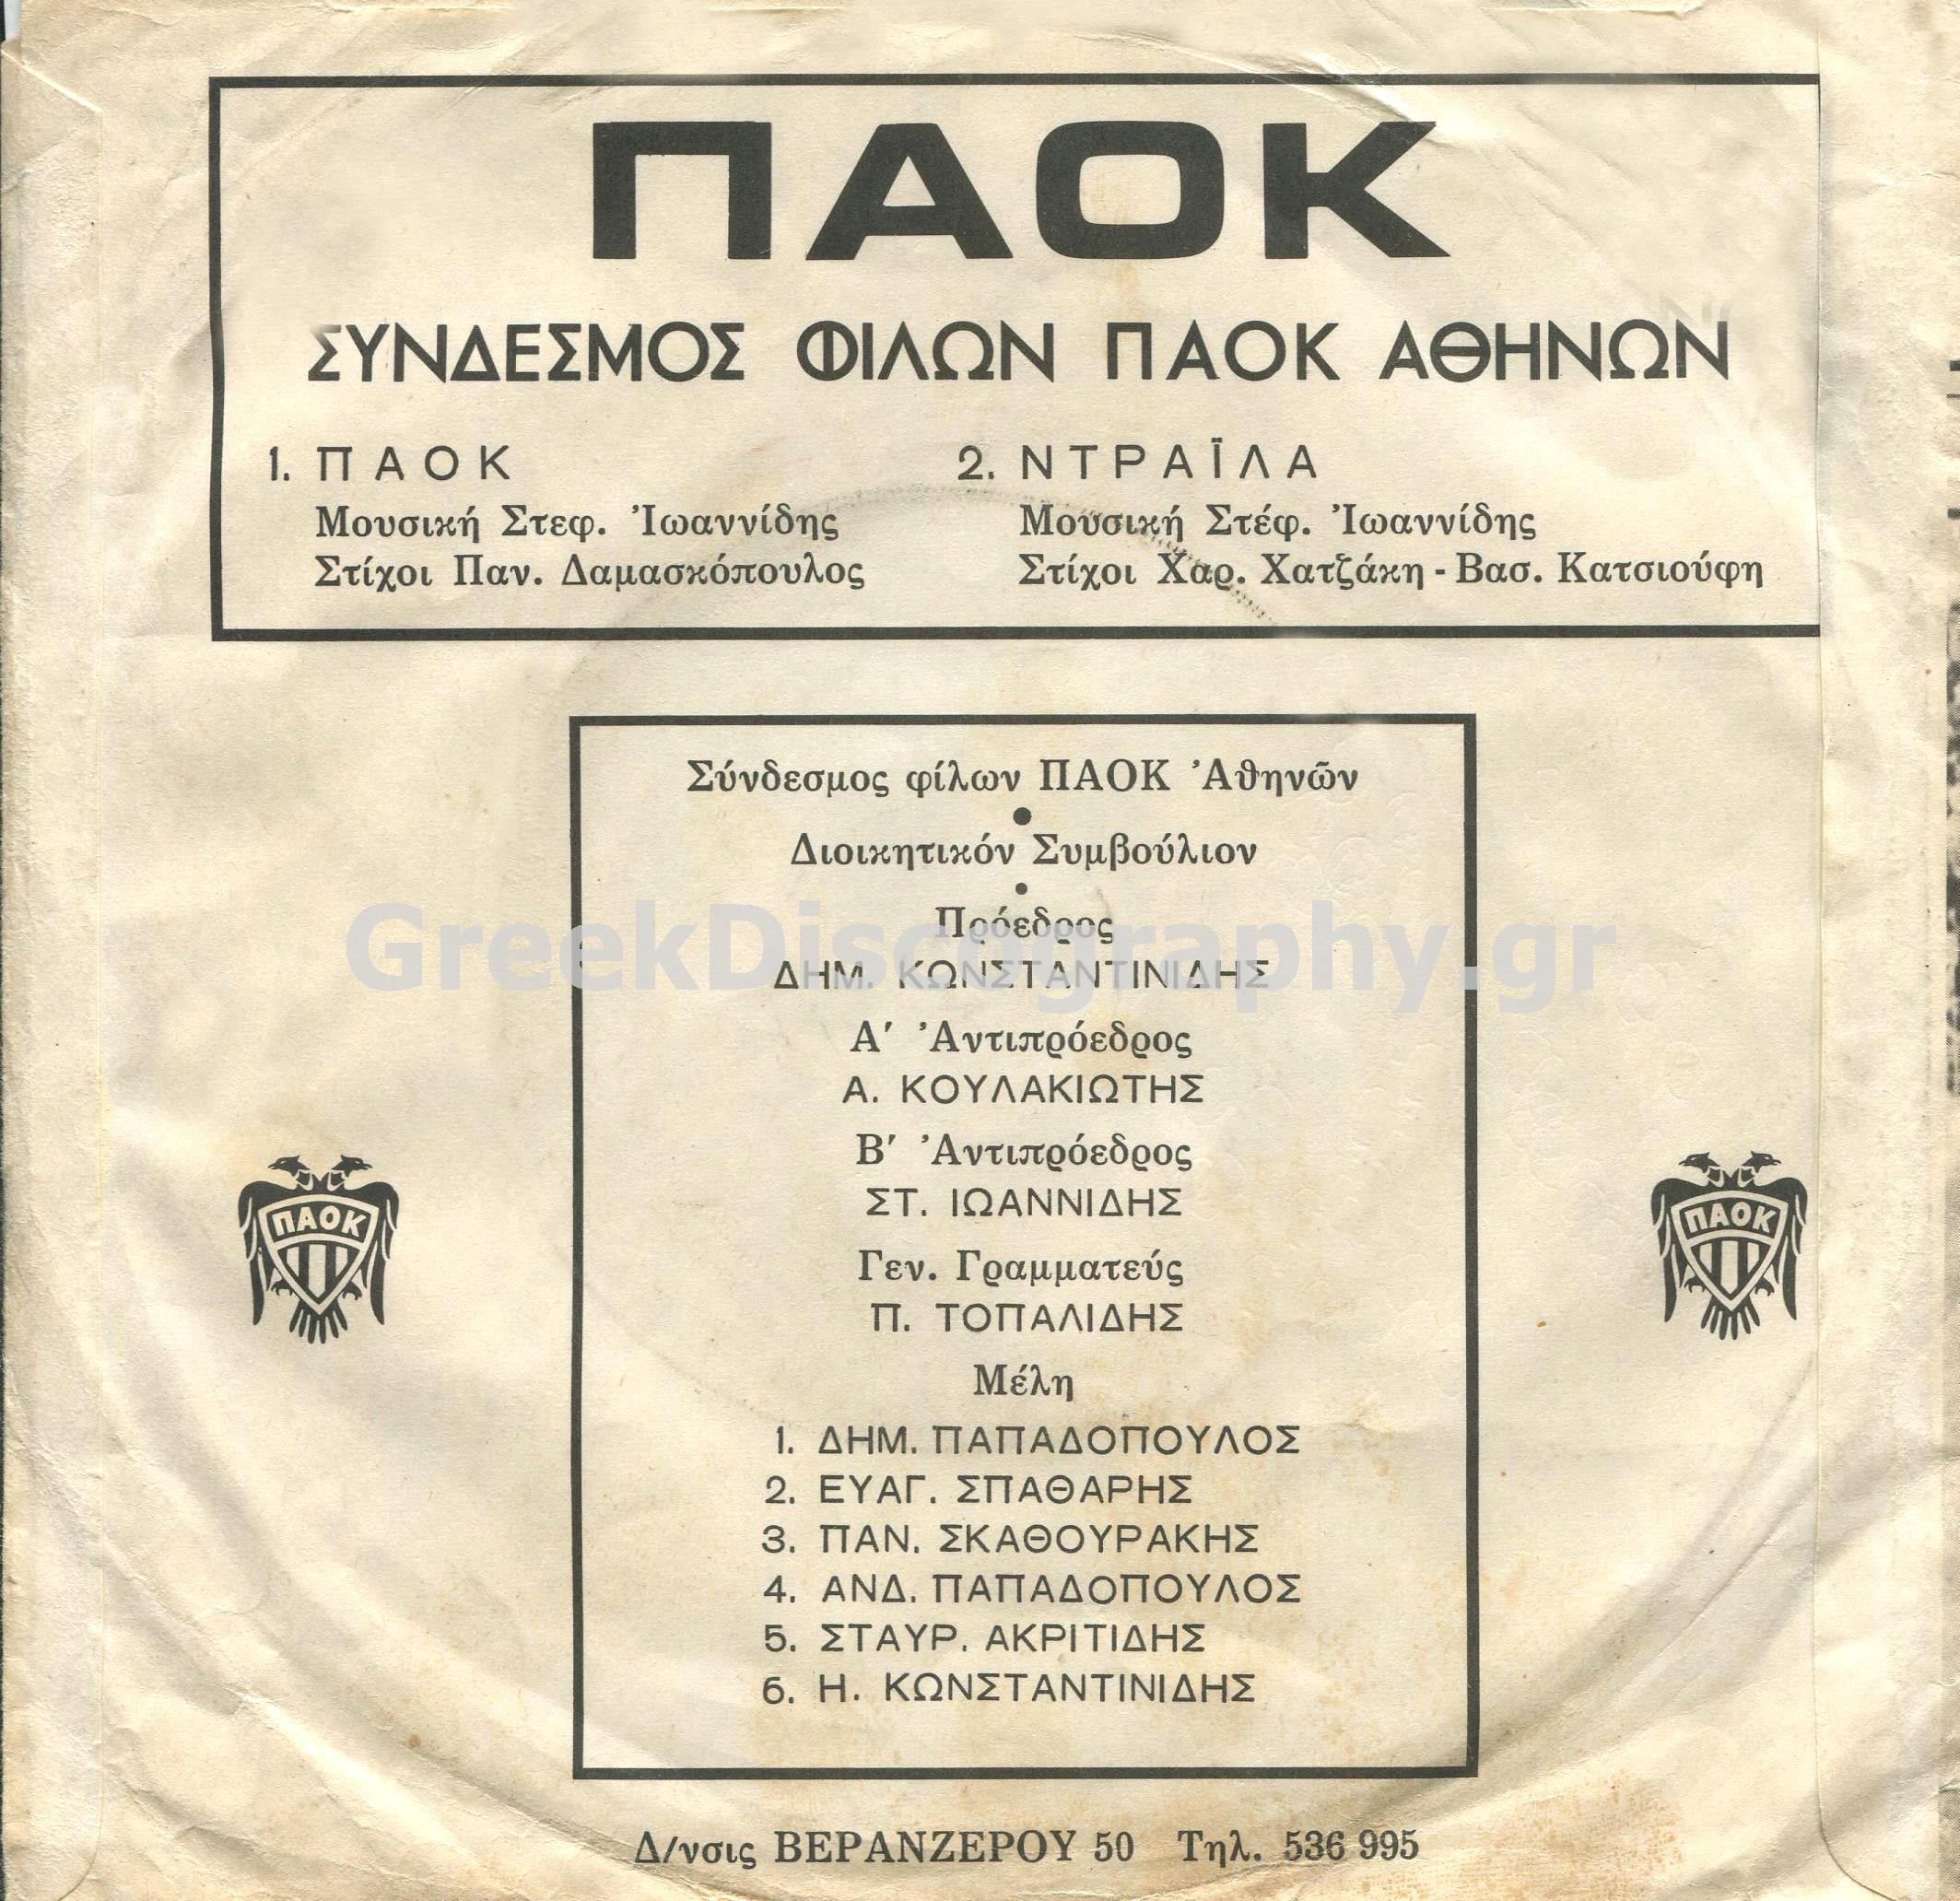 ΠΑΟΚ
ΣΥΝΔΕΣΜΟΣ ΦΙΛΩΝ ΠΑΟΚ ΑΘΗΝΩΝ
1. ΠΑΟΚ
Μουσική Στεφ. Ἰωαννίδης
Στίχοι Παν. Δαμασκόπουλος
2. ΝΤΡΑΪΛΑ
Μουσική Στέφ. Ἰωαννίδης
Στίχοι Χαρ. Χατζάκη - Βασ. Κατσιούφη
Σύνδεσμος φίλων ΠΑΟΚ Ἀθηνῶν
•
Διοικητικόν Συμβούλιον
•
Πρόεδρος
GreekDiscography.gr
ΔΗΜ. ΚΩΝΣΤΑΝΤΙΝΙΔΗΣ
Α′ Ἀντιπρόεδρος
Α. ΚΟΥΛΑΚΙΩΤΗΣ
Β′ Ἀντιπρόεδρος
ΣΤ. ΙΩΑΝΝΙΔΗΣ
Γεν. Γραμματεύς
Π. ΤΟΠΑΛΙΔΗΣ
Μέλη
1. ΔΗΜ. ΠΑΠΑΔΟΠΟΥΛΟΣ
2. ΕΥΑΓ. ΣΠΑΘΑΡΗΣ
3. ΠΑΝ. ΣΚΑΘΟΥΡΑΚΗΣ
4. ΑΝΔ. ΠΑΠΑΔΟΠΟΥΛΟΣ
5. ΣΤΑΥΡ. ΑΚΡΙΤΙΔΗΣ
6. Η. ΚΩΝΣΤΑΝΤΙΝΙΔΗΣ
ΠΑΟΚ
ΠΑΟΚ
Δ/νσις ΒΕΡΑΝΖΕΡΟΥ 50 Τηλ. 536 995